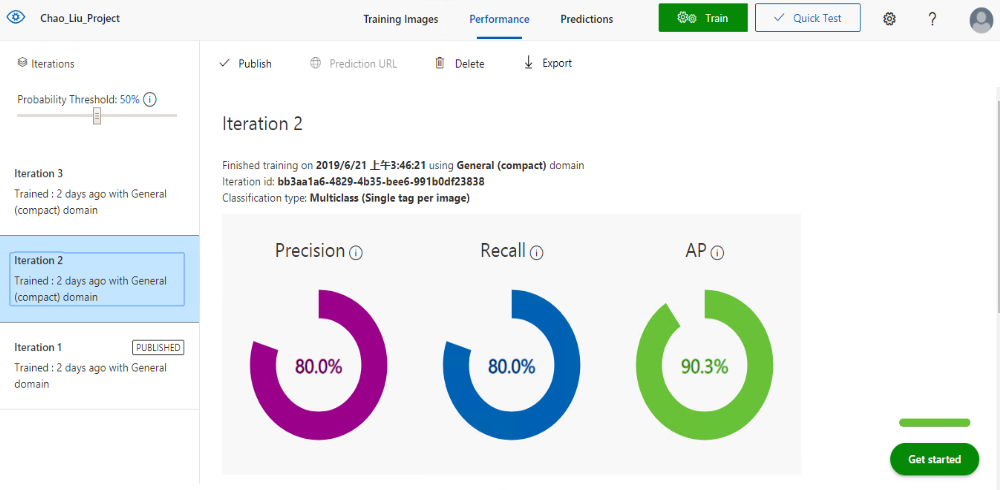 Chao_Liu_Project
Training Images
Performance
Predictions
Train
Quick Test
?
Iterations
Probability Threshold: 50%
Iteration 3
Trained : 2 days ago with General
(compact) domain
Iteration 2
Trained : 2 days ago with General
(compact) domain
Iteration 1
PUBLISHED
Trained : 2 days ago with General
domain
Publish
Prediction URL
Delete
Export
Iteration 2
Finished training on 2019/6/21 上午3:46:21 using General (compact) domain
Iteration id: bb3aa1a6-4829-4b35-bee6-991b0df23838
Classification type: Multiclass (Single tag per image)
Precision
Recall
AP
80.0%
80.0%
90.3%
Get started